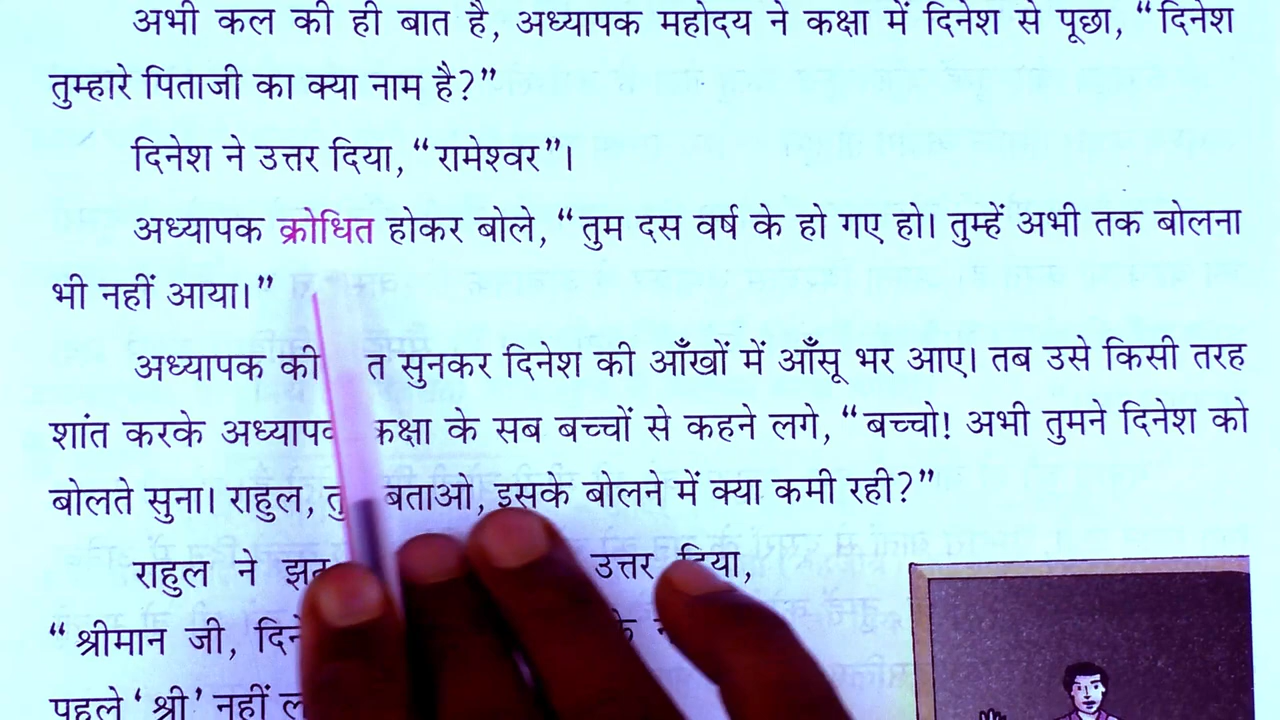 अभी कल की ही बात है, अध्यापक महोदय ने कक्षा में दिनेश से पूछा, “दिनेश
तुम्हारे पिताजी का क्या नाम है?”
दिनेश ने उत्तर दिया, “रामेश्वर”।
अध्यापक क्रोधित होकर बोले, “तुम दस वर्ष के हो गए हो। तुम्हें अभी तक बोलना
भी नहीं आया।”
अध्यापक की सुनकर दिनेश की आँखों में आँसू भर आए। तब उसे किसी तरह
शांत करके कक्षा के सब बच्चों से कहने लगे, “बच्चो! अभी तुमने दिनेश को
बोलते सुना। राहुल, बताओ, इसके बोलने में क्या कमी रही?”
राहुल ने उत्तर दिया,
“श्रीमान जी,
पहले ‘श्री’ नहीं